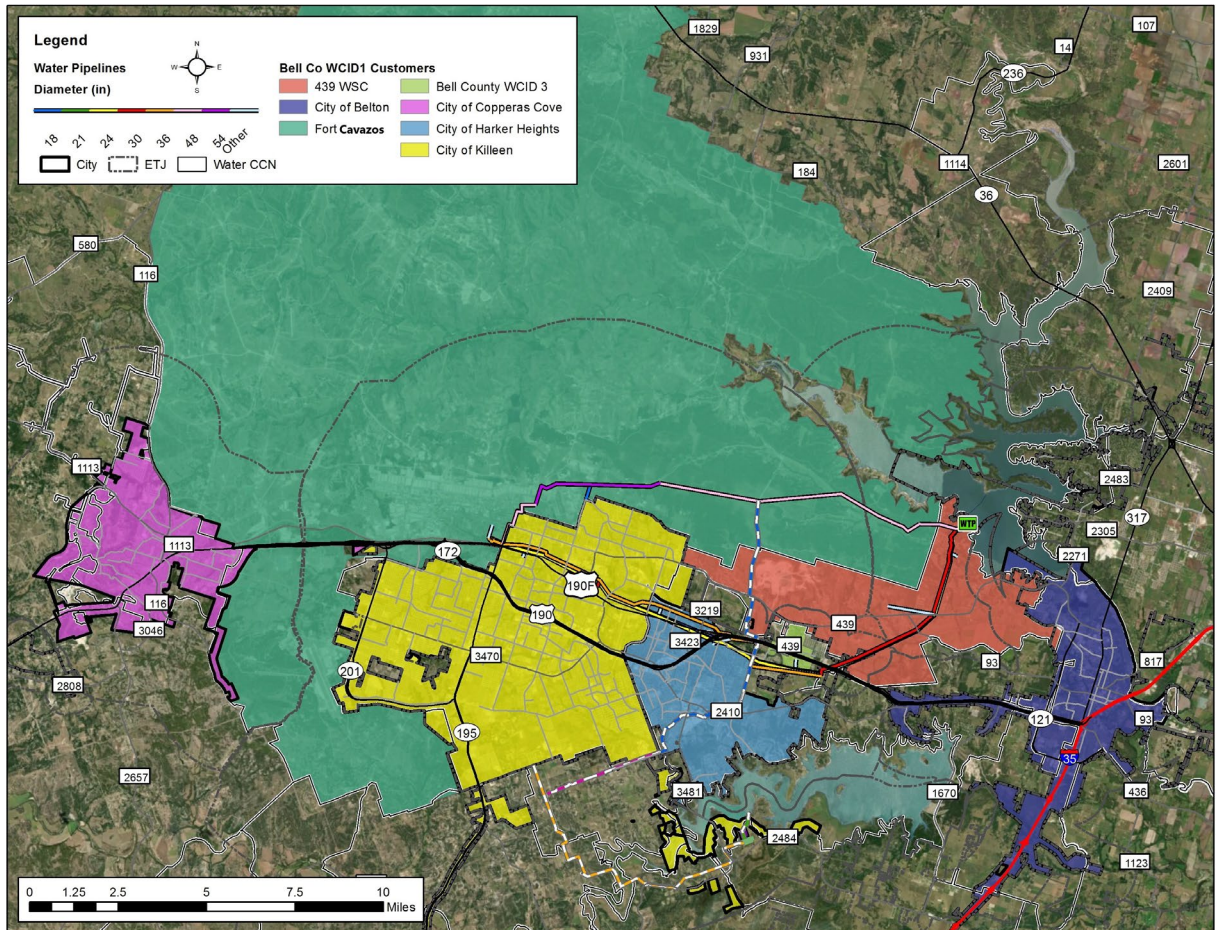 Legend
Water Pipelines
Diameter (in)
18 21 24 30 36 48 54 Other
City ETJ Water CCN
N
W E
S
Bell Co WCID1 Customers
439 WSC
City of Belton
Fort Cavazos
Bell County WCID 3
City of Copperas Cove
City of Harker Heights
City of Killeen
1829
931
107
14
236
1114
2601
184
36
580
116
2409
1113
2483
317
WTP
2305
1113
172
2271
190F
116
190
3219
439
3046
3423
439
3470
93
817
201
2808
2410
121
93
195
35
2657
3481
1670
436
2484
1123
0 1.25 2.5 5 7.5 10
Miles